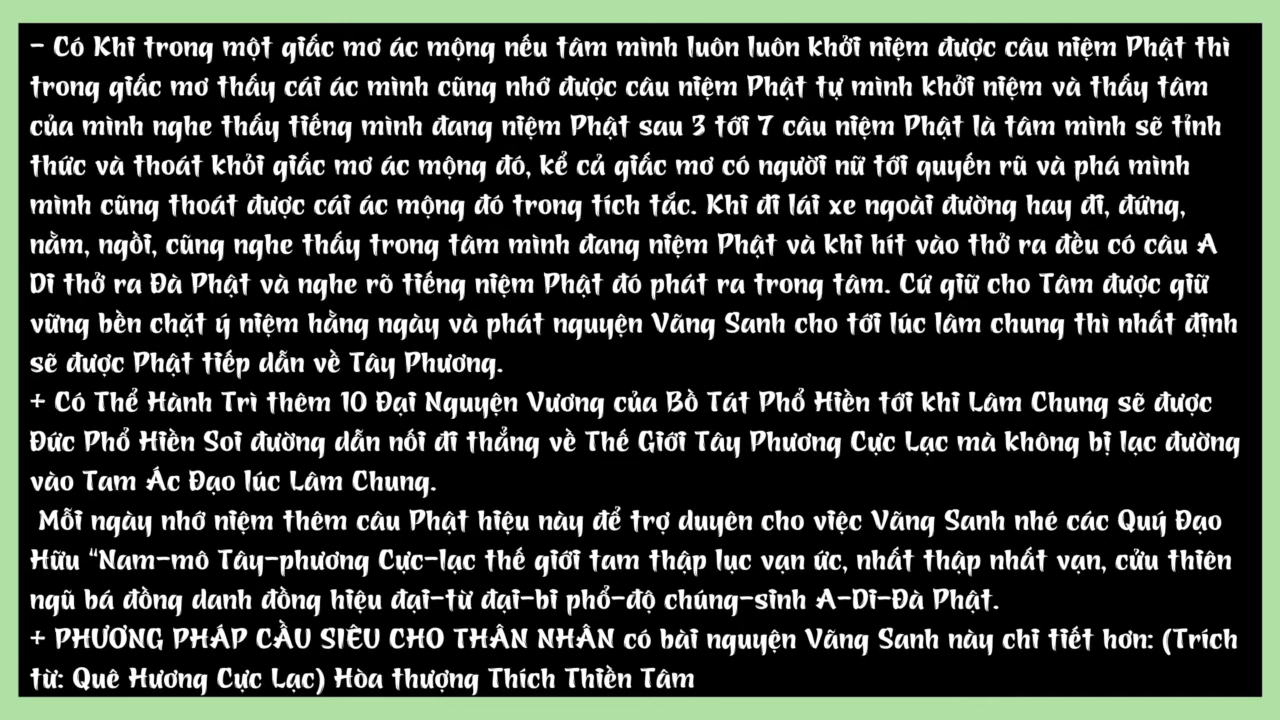 - Có Khi trong một giấc mơ ác mộng nếu tâm mình luôn luôn khởi niệm được câu niệm Phật thì
trong giấc mơ thấy cái ác mình cũng nhớ được câu niệm Phật tự mình khởi niệm và thấy tâm
của mình nghe thấy tiếng mình đang niệm Phật sau 3 tới 7 câu niệm Phật là tâm mình sẽ tỉnh
thức và thoát khỏi giấc mơ ác mộng đó, kể cả giấc mơ có người nữ tới quyến rũ và phá mình
mình cũng thoát được cái ác mộng đó trong tích tắc. Khi đi lái xe ngoài đường hay đi, đứng,
nằm, ngồi, cũng nghe thấy trong tâm mình đang niệm Phật và khi hít vào thở ra đều có câu A
Di thở ra Đà Phật và nghe rõ tiếng niệm Phật đó phát ra trong tâm. Cứ giữ cho Tâm được giữ
vững bền chặt ý niệm hằng ngày và phát nguyện Vãng Sanh cho tới lúc lâm chung thì nhất định
sẽ được Phật tiếp dẫn về Tây Phương.
+ Có Thể Hành Trì thêm 10 Đại Nguyện Vương của Bồ Tát Phổ Hiền tới khi Lâm Chung sẽ được
Đức Phổ Hiền Soi đường dẫn nối đi thẳng về Thế Giới Tây Phương Cực Lạc mà không bị lạc đường
vào Tam Ác Đạo lúc Lâm Chung.
Mỗi ngày nhớ niệm thêm câu Phật hiệu này để trợ duyên cho việc Vãng Sanh nhé các Quý Đạo
Hữu “Nam-mô Tây-phương Cực-lạc thế giới tam thập lục vạn ức, nhất thập nhất vạn, cửu thiên
ngũ bá đồng danh đồng hiệu đại-từ đại-bi phổ-độ chúng-sinh A-Di-Đà Phật.
+ PHƯƠNG PHÁP CẦU SIÊU CHO THÂN NHÂN có bài nguyện Vãng Sanh này chi tiết hơn: (Trích
từ: Quê Hương Cực Lạc) Hòa thượng Thích Thiền Tâm